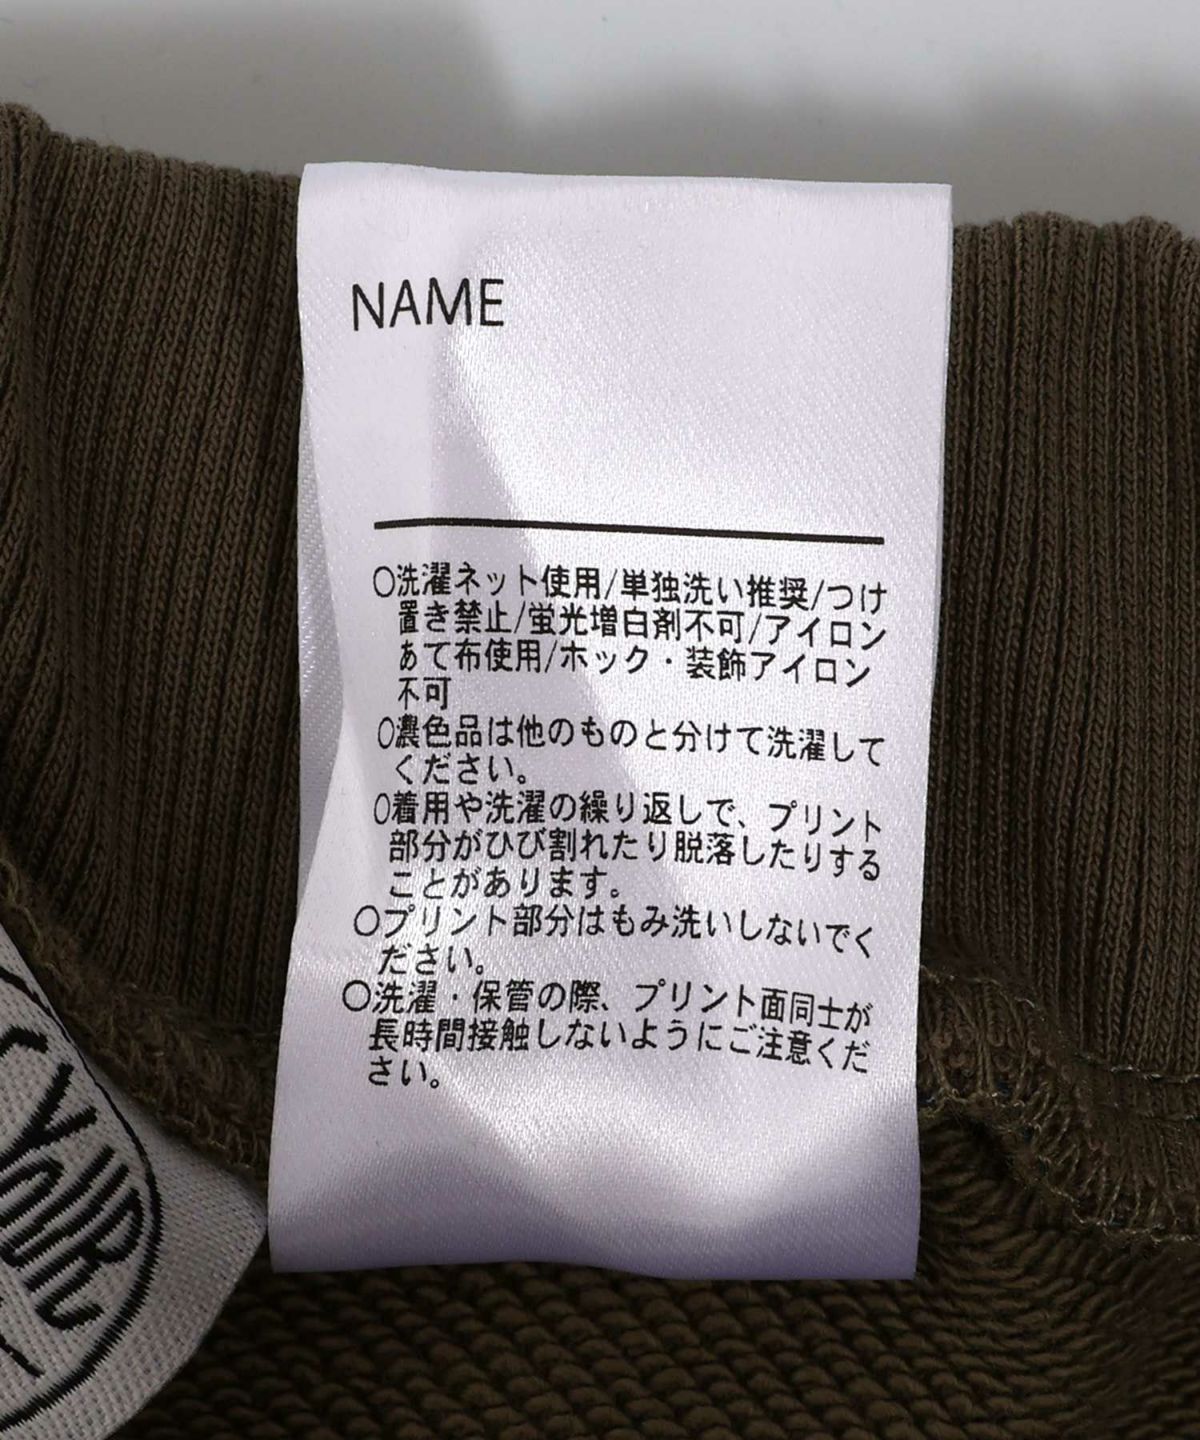 NAME
○洗濯ネット使用/単独洗い推奨/つけ
置き禁止/蛍光増白剤不可/アイロン
あて布使用/ホック・装飾アイロン
不可
○濃色品は他のものと分けて洗濯して
ください。
○着用や洗濯の繰り返しで、プリント
部分がひび割れたり脱落したりする
ことがあります。
○プリント部分はもみ洗いしないでく
ださい。
○洗濯・保管の際、プリント面同士が
長時間接触しないようにご注意くだ
さい。